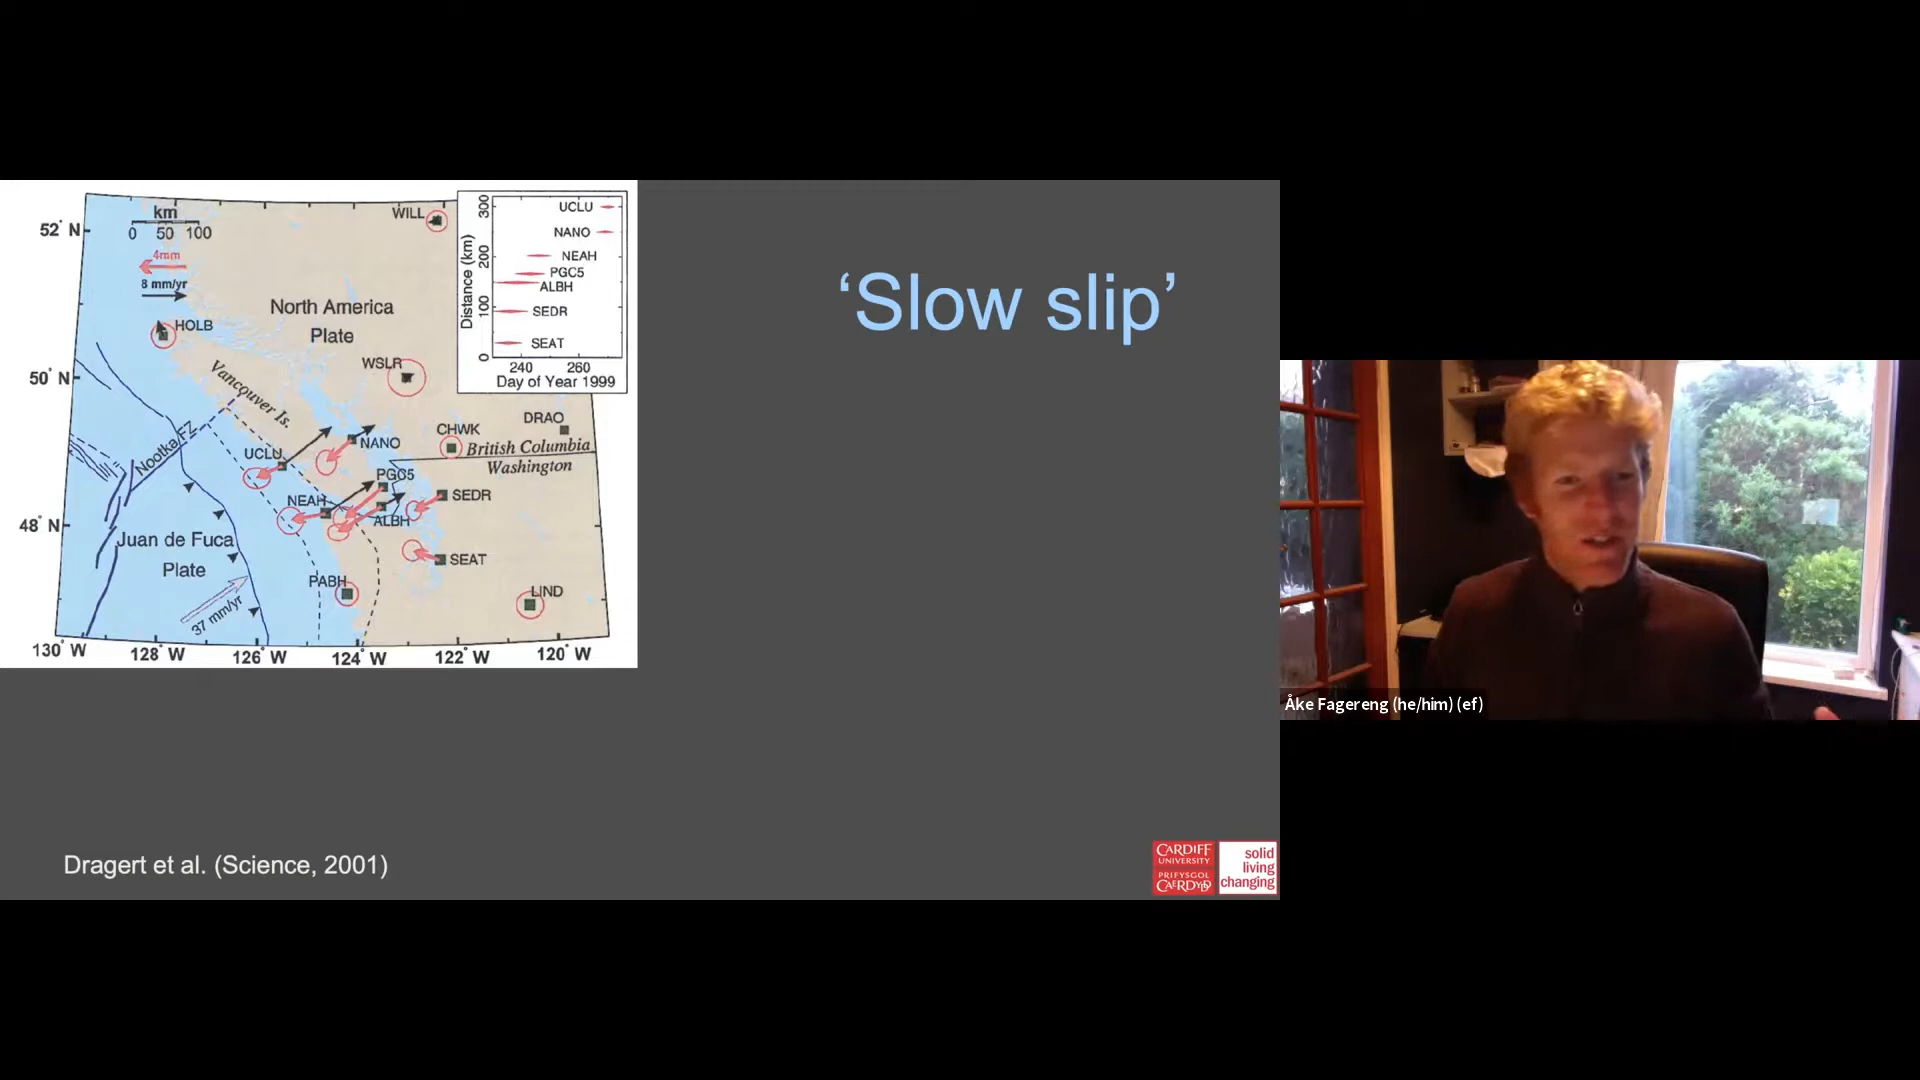 ‘Slow slip’
52° N
50° N
48° N
130° W
128° W
126° W
124° W
122° W
120° W
km
0 50 100
4mm
8 mm/yr
HOLB
WILL
North America
Plate
WSLR
Vancouver Is.
Nootka FZ
UCLU
NANO
CHWK
DRAO
British Columbia
Washington
PGC5
NEAH
ALBH
SEDR
SEAT
Juan de Fuca
Plate
37 mm/yr
PABH
LIND
Distance (km)
300
200
100
0
UCLU
NANO
NEAH
PGC5
ALBH
SEDR
SEAT
240 260
Day of Year 1999
Dragert et al. (Science, 2001)
CARDIFF
UNIVERSITY
PRIFYSGOL
CAERDYDD
solid
living
changing
Åke Fagereng (he/him) (ef)